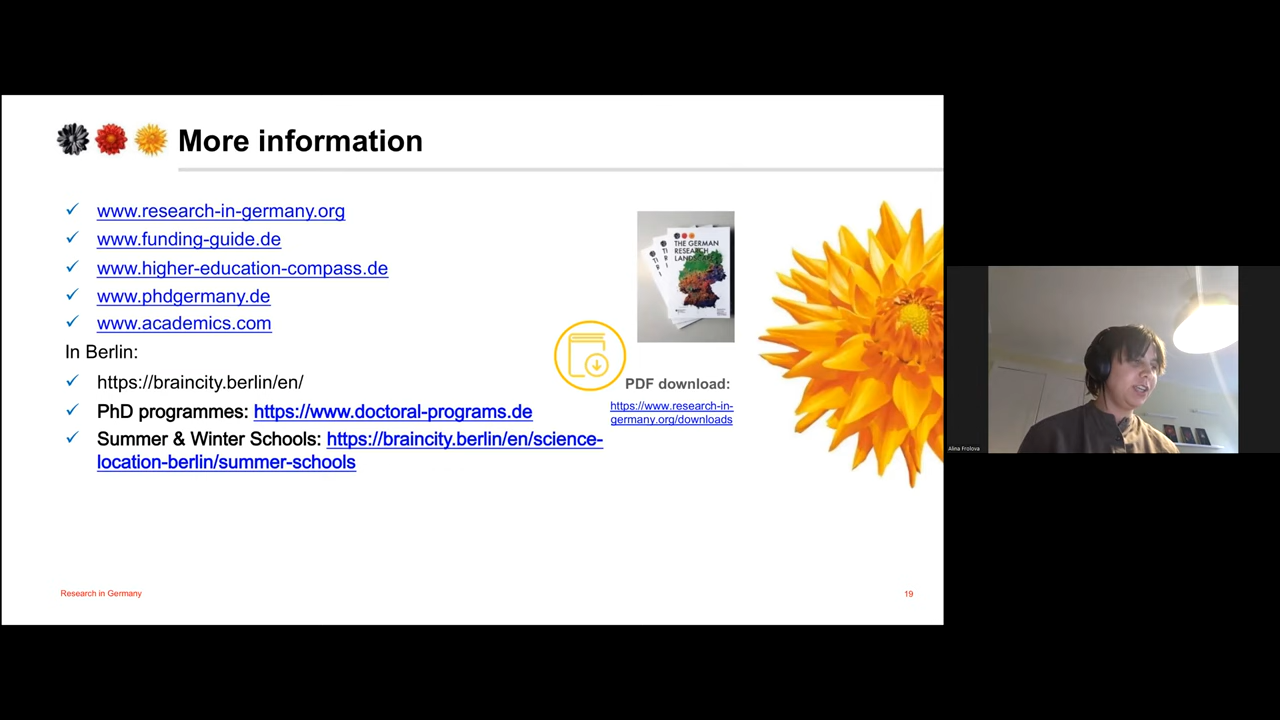 More information
www.research-in-germany.org
www.funding-guide.de
www.higher-education-compass.de
www.phdgermany.de
www.academics.com
In Berlin:
https://braincity.berlin/en/
PhD programmes: https://www.doctoral-programs.de
Summer & Winter Schools: https://braincity.berlin/en/science-
location-berlin/summer-schools
THE GERMAN
RESEARCH
LANDSCAPE
PDF download:
https://www.research-in-
germany.org/downloads
Research in Germany
19
Alina Frolova